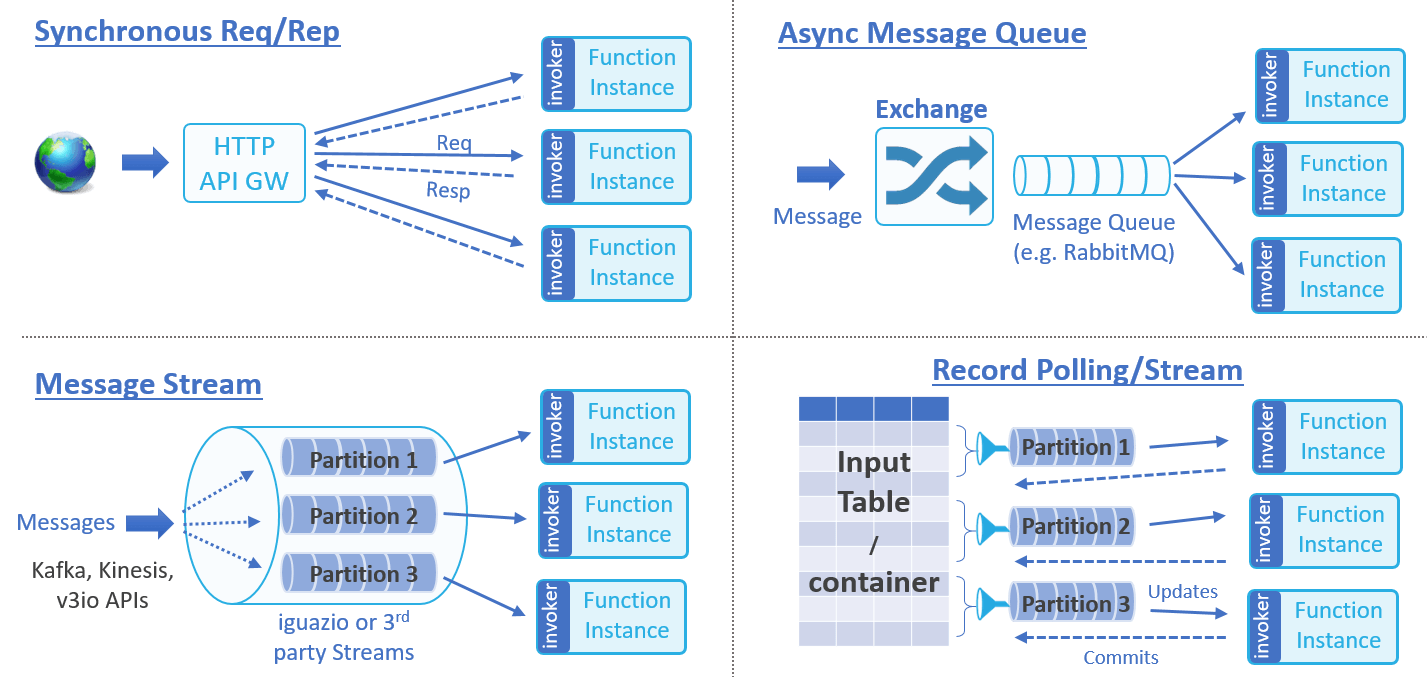 Synchronous Req/Rep
HTTP
API GW
Req
Resp
invoker
Function
Instance
invoker
Function
Instance
invoker
Function
Instance
Async Message Queue
Message
Exchange
Message Queue
(e.g. RabbitMQ)
invoker
Function
Instance
invoker
Function
Instance
invoker
Function
Instance
Message Stream
Messages
Kafka, Kinesis,
v3io APIs
Partition 1
Partition 2
Partition 3
iguazio or 3rd
party Streams
invoker
Function
Instance
invoker
Function
Instance
invoker
Function
Instance
Record Polling/Stream
Input
Table
/
container
Partition 1
Partition 2
Partition 3
Updates
Commits
invoker
Function
Instance
invoker
Function
Instance
invoker
Function
Instance